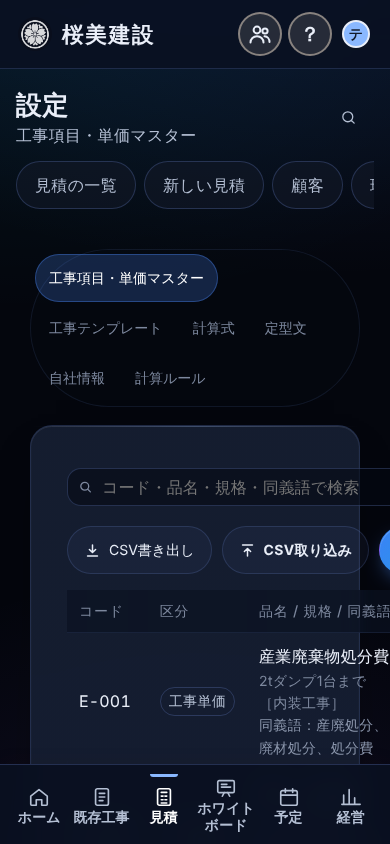 桜美建設
?
テ
設定
工事項目・単価マスター
見積の一覧
新しい見積
顧客
工事項目・単価マスター
工事テンプレート
計算式
定型文
自社情報
計算ルール
コード・品名・規格・同義語で検索
CSV書き出し
CSV取り込み
コード
区分
品名 / 規格 / 同義語
E-001
工事単価
産業廃棄物処分費
2tダンプ1台まで
［内装工事］
同義語：産廃処分、
廃材処分、処分費
ホーム
既存工事
見積
ホワイト
ボード
予定
経営